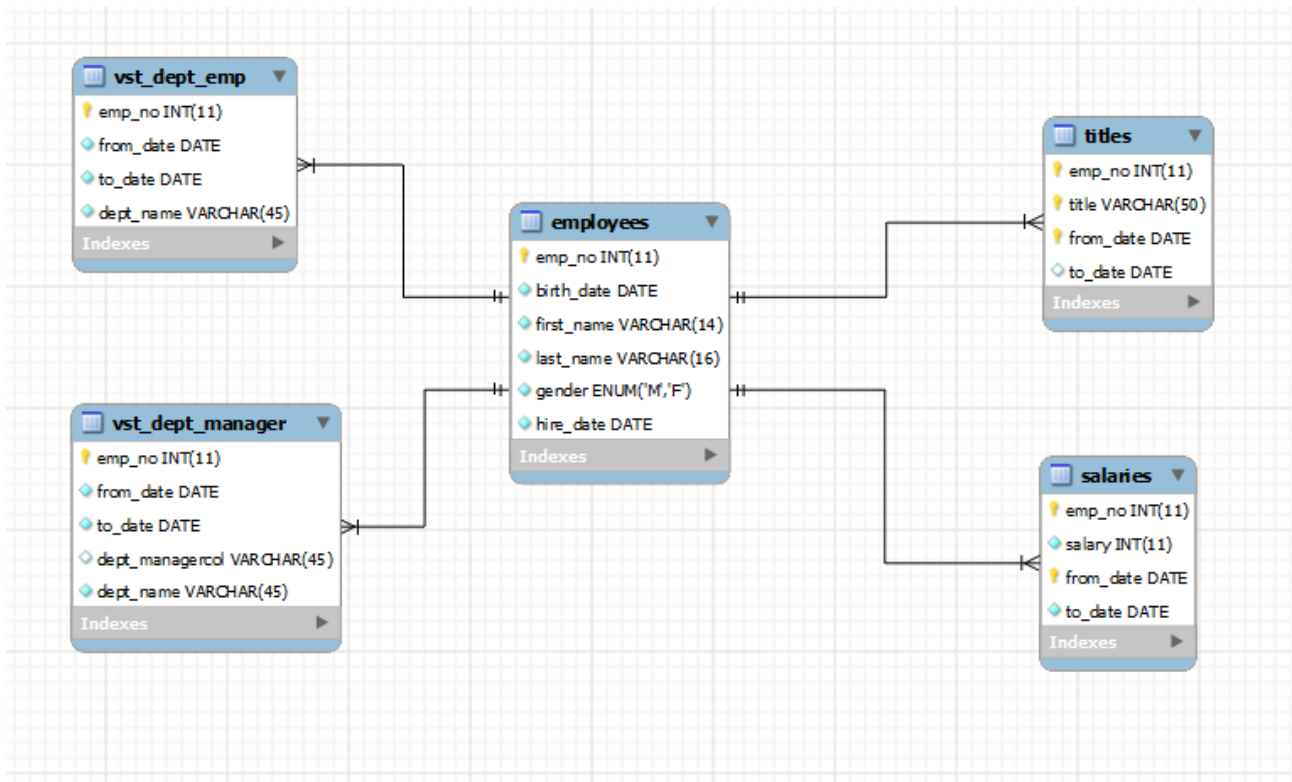 vst_dept_emp
emp_no INT(11)
from_date DATE
to_date DATE
dept_name VARCHAR(45)
Indexes
vst_dept_manager
emp_no INT(11)
from_date DATE
to_date DATE
dept_managercol VARCHAR(45)
dept_name VARCHAR(45)
Indexes
employees
emp_no INT(11)
birth_date DATE
first_name VARCHAR(14)
last_name VARCHAR(16)
gender ENUM('M','F')
hire_date DATE
Indexes
titles
emp_no INT(11)
title VARCHAR(50)
from_date DATE
to_date DATE
Indexes
salaries
emp_no INT(11)
salary INT(11)
from_date DATE
to_date DATE
Indexes